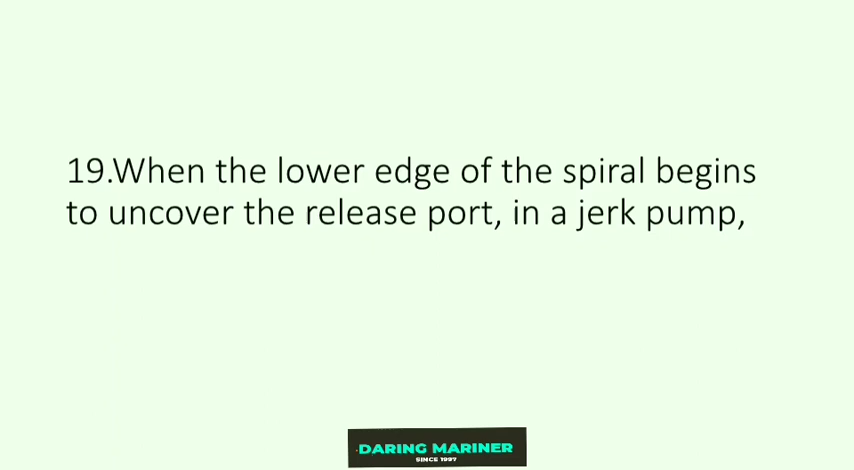 19.When the lower edge of the spiral begins
to uncover the release port, in a jerk pump,
DARING MARINER
SINCE 1997